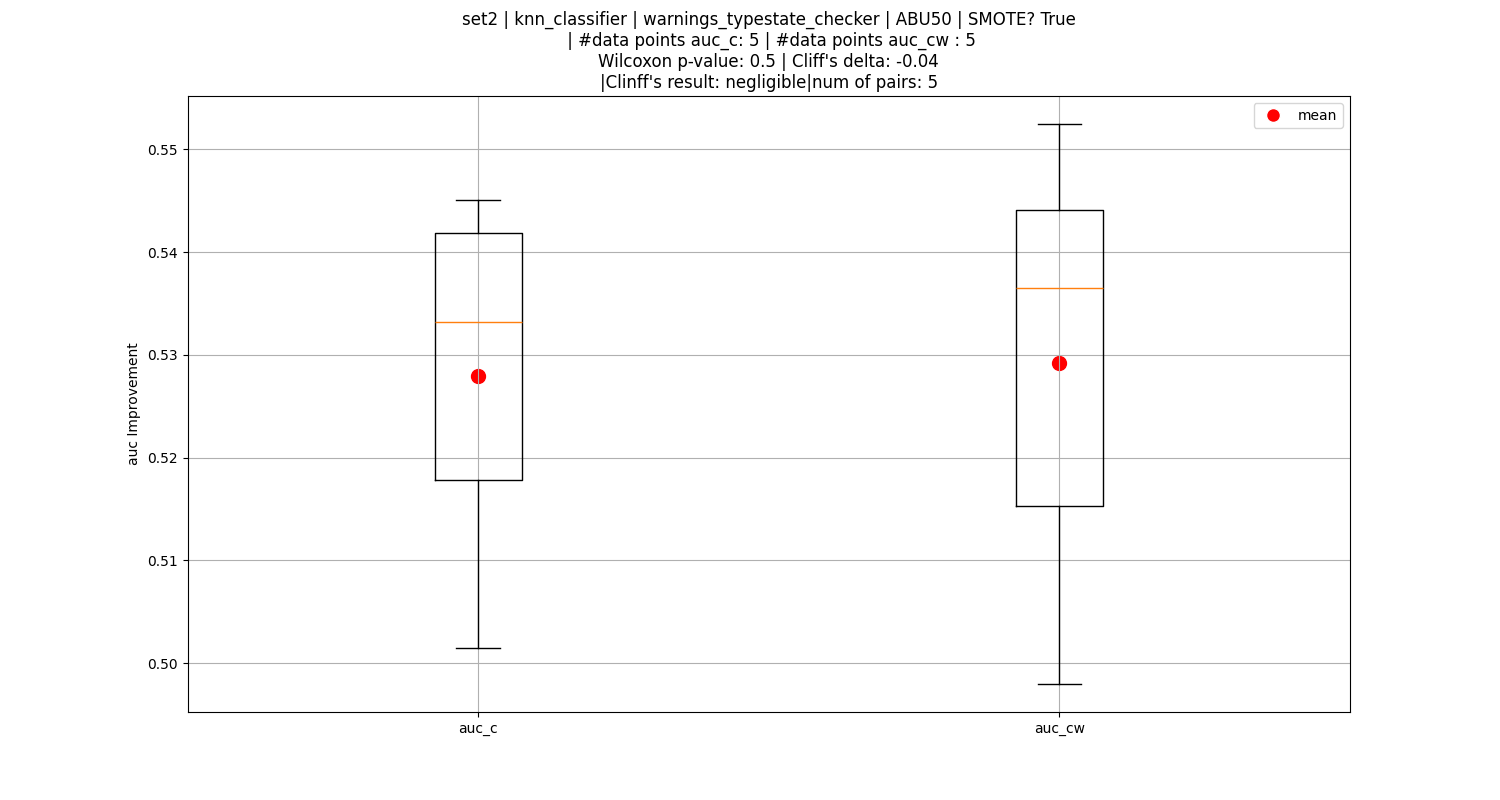 set2 | knn_classifier | warnings_typestate_checker | ABU50 | SMOTE? True
| #data points auc_c: 5 | #data points auc_cw : 5
Wilcoxon p-value: 0.5 | Cliff's delta: -0.04
|Clinff's result: negligible|num of pairs: 5
mean
0.55
0.54
0.53
0.52
0.51
0.50
auc Improvement
auc_c
auc_cw